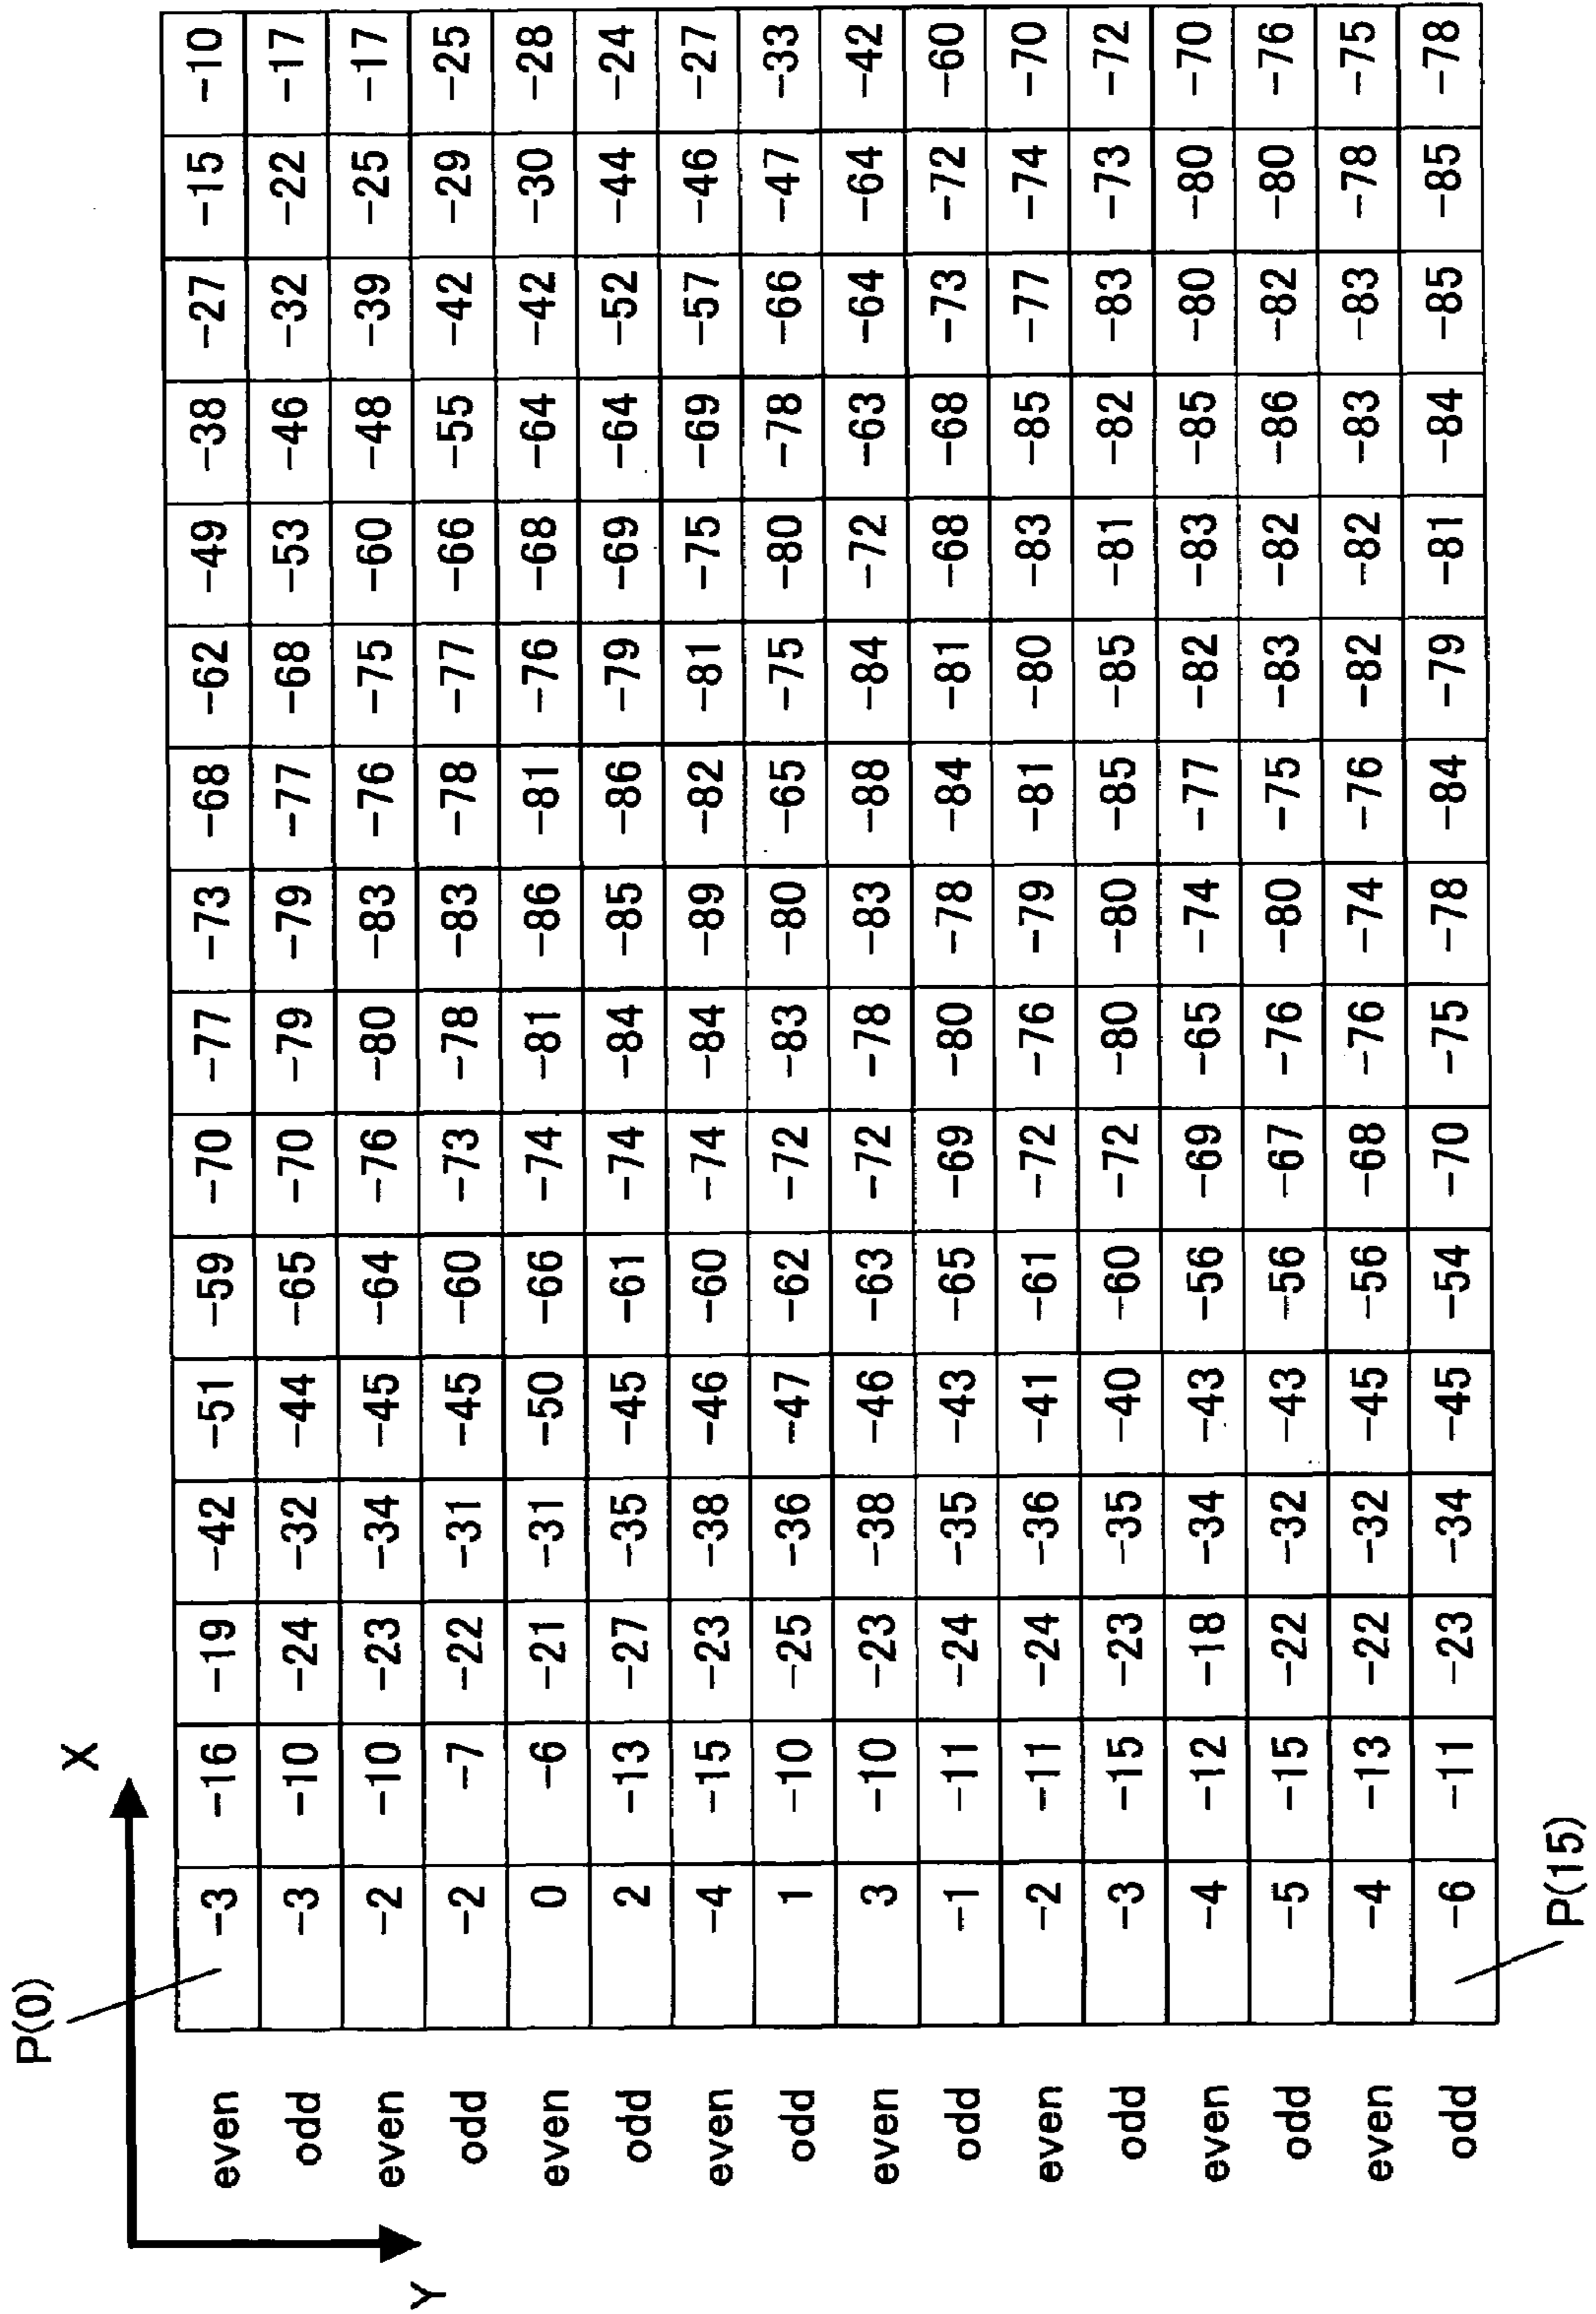 P(0)
X
Y
even -3 -16 -19 -42 -51 -59 -70 -77 -73 -68 -62 -49 -38 -27 -15 -10
odd -3 -10 -24 -32 -44 -65 -70 -79 -79 -77 -68 -53 -46 -32 -22 -17
even -2 -10 -23 -34 -45 -64 -76 -80 -83 -76 -75 -60 -48 -39 -25 -17
odd -2 -7 -22 -31 -45 -60 -73 -78 -83 -78 -77 -66 -55 -42 -29 -25
even 0 -6 -21 -31 -50 -66 -74 -81 -86 -81 -76 -68 -64 -42 -30 -28
odd 2 -13 -27 -35 -45 -61 -74 -84 -85 -86 -79 -69 -64 -52 -44 -24
even -4 -15 -23 -38 -46 -60 -74 -84 -89 -82 -81 -75 -69 -57 -46 -27
odd 1 -10 -25 -36 -47 -62 -72 -83 -80 -65 -75 -80 -78 -66 -47 -33
even 3 -10 -23 -38 -46 -63 -72 -78 -83 -88 -84 -72 -63 -64 -64 -42
odd -1 -11 -24 -35 -43 -65 -69 -80 -78 -84 -81 -68 -68 -73 -72 -60
even -2 -11 -24 -36 -41 -61 -72 -76 -79 -81 -80 -83 -85 -77 -74 -70
odd -3 -15 -23 -35 -40 -60 -72 -80 -80 -85 -85 -81 -82 -83 -73 -72
even -4 -12 -18 -34 -43 -56 -69 -65 -74 -77 -82 -83 -85 -80 -80 -70
odd -5 -15 -22 -32 -43 -56 -67 -76 -80 -75 -83 -82 -86 -82 -80 -76
even -4 -13 -22 -32 -45 -56 -68 -76 -74 -76 -82 -82 -83 -83 -78 -75
odd -6 -11 -23 -34 -45 -54 -70 -75 -78 -84 -79 -81 -84 -85 -85 -78
P(15)